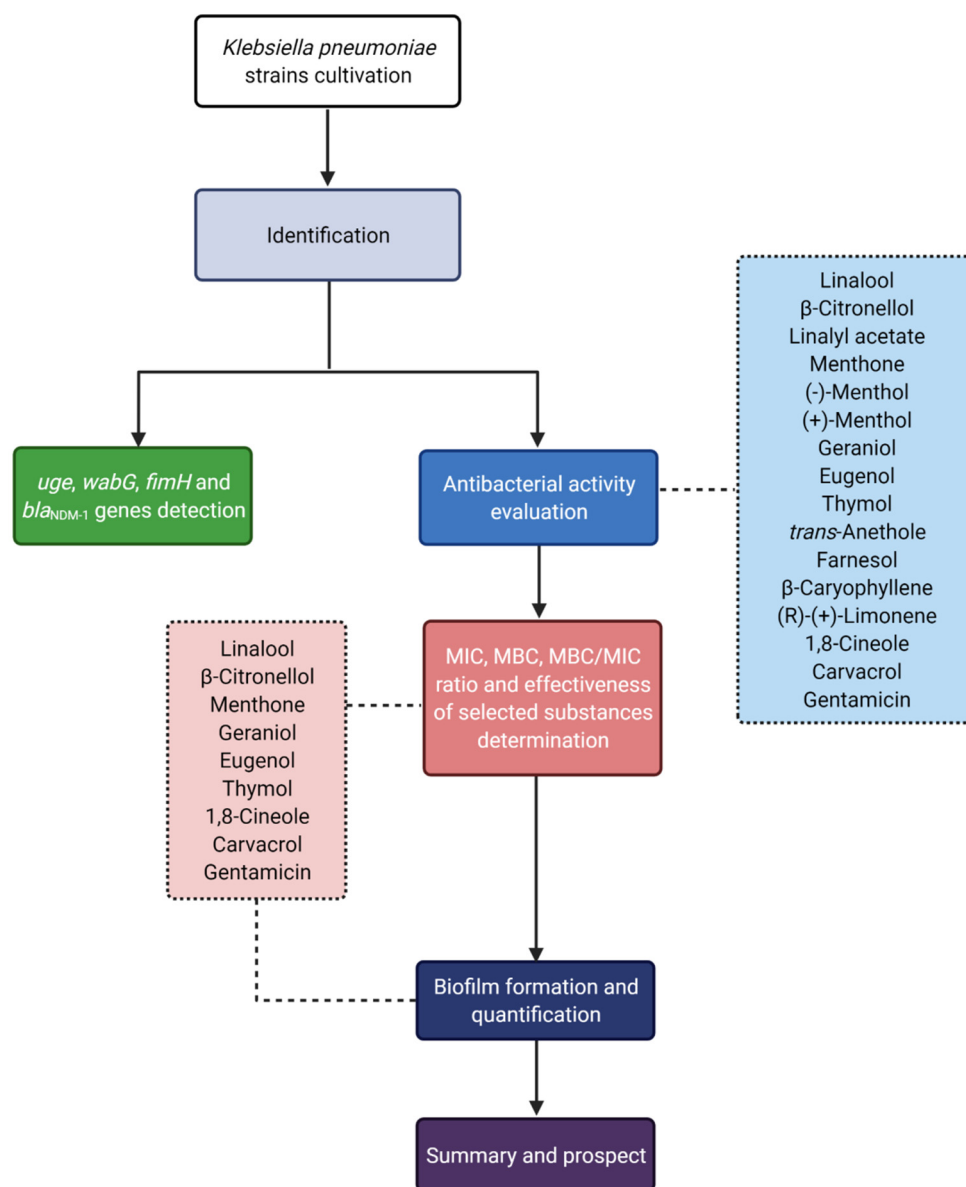 Klebsiella pneumoniae
strains cultivation
Identification
uge, wabG, fimH and
blaNDM-1 genes detection
Antibacterial activity
evaluation
Linalool
β-Citronellol
Linalyl acetate
Menthone
(-)-Menthol
(+)-Menthol
Geraniol
Eugenol
Thymol
trans-Anethole
Farnesol
β-Caryophyllene
(R)-(+)-Limonene
1,8-Cineole
Carvacrol
Gentamicin
MIC, MBC, MBC/MIC
ratio and effectiveness
of selected substances
determination
Linalool
β-Citronellol
Menthone
Geraniol
Eugenol
Thymol
1,8-Cineole
Carvacrol
Gentamicin
Biofilm formation and
quantification
Summary and prospect